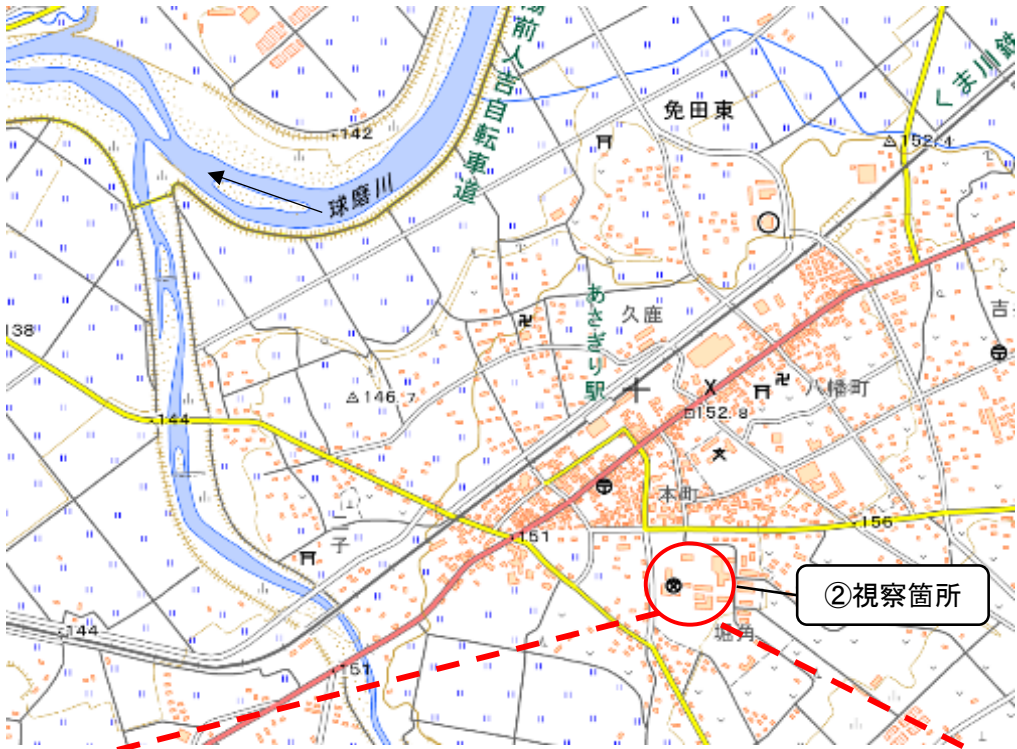 湯前人吉自転車道
くま川鉄
免田東
142
152.4
球磨川
あさぎり駅
久鹿
吉
138
146.7
八幡町
152.8
144
本町
156
二子
151
②視察箇所
堀角
144
151